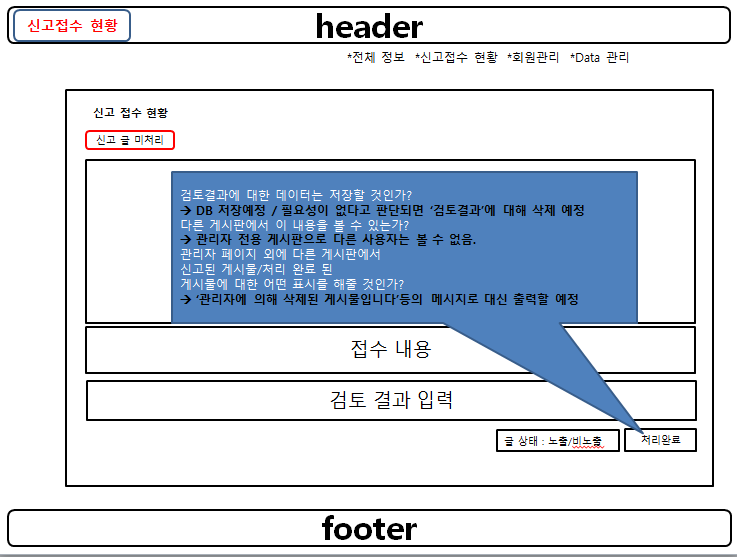 신고접수 현황
header
*전체 정보 *신고접수 현황 *회원관리 *Data 관리
신고 접수 현황
신고 글 미처리
검토결과에 대한 데이터는 저장할 것인가?
→ DB 저장예정 / 필요성이 없다고 판단되면 ‘검토결과’에 대해 삭제 예정
다른 게시판에서 이 내용을 볼 수 있는가?
→ 관리자 전용 게시판으로 다른 사용자는 볼 수 없음.
관리자 페이지 외에 다른 게시판에서
신고된 게시물/처리 완료 된
게시물에 대한 어떤 표시를 해줄 것인가?
→ ‘관리자에 의해 삭제된 게시물입니다’등의 메시지로 대신 출력할 예정
접수 내용
검토 결과 입력
글 상태 : 노출/비노출
처리완료
footer